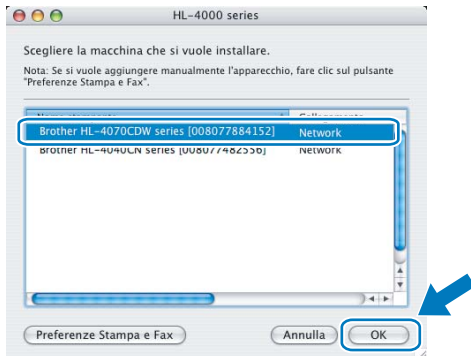 HL-4000 series
Scegliere la macchina che si vuole installare.
Nota: Se si vuole aggiungere manualmente l'apparecchio, fare clic sul pulsante
"Preferenze Stampa e Fax".
Brother HL-4070CDW series [008077884152] Network
Brother HL-4040CN series [008077482556] Network
Preferenze Stampa e Fax Annulla OK